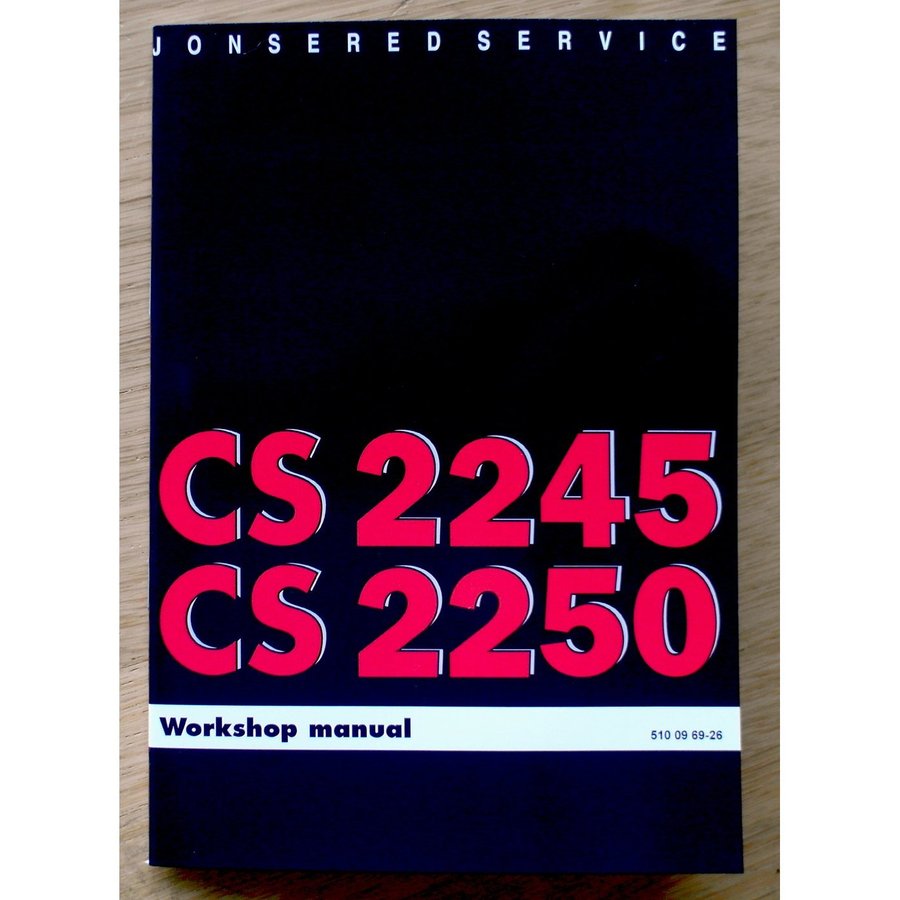 JONSERED SERVICE
CS 2245
CS 2250
Workshop manual 510 09 69-26